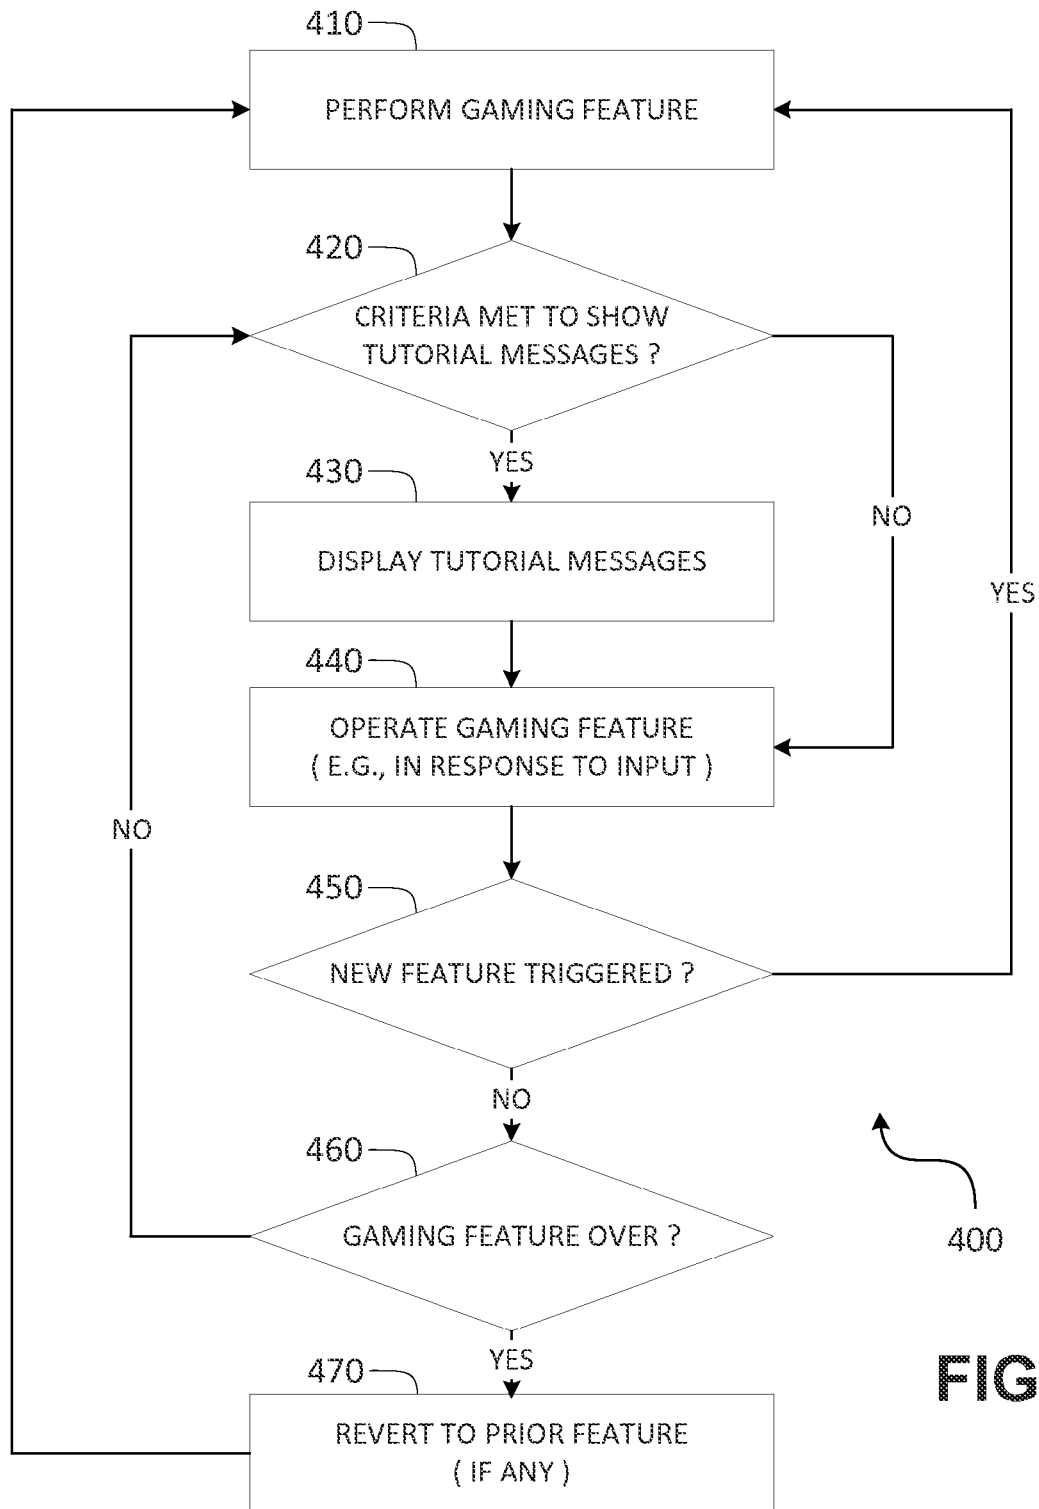 410
PERFORM GAMING FEATURE
420
CRITERIA MET TO SHOW
TUTORIAL MESSAGES ?
YES
430
NO
DISPLAY TUTORIAL MESSAGES
YES
440
OPERATE GAMING FEATURE
( E.G., IN RESPONSE TO INPUT )
NO
450
NEW FEATURE TRIGGERED ?
NO
460
GAMING FEATURE OVER ?
400
YES
470
FIG
REVERT TO PRIOR FEATURE
( IF ANY )